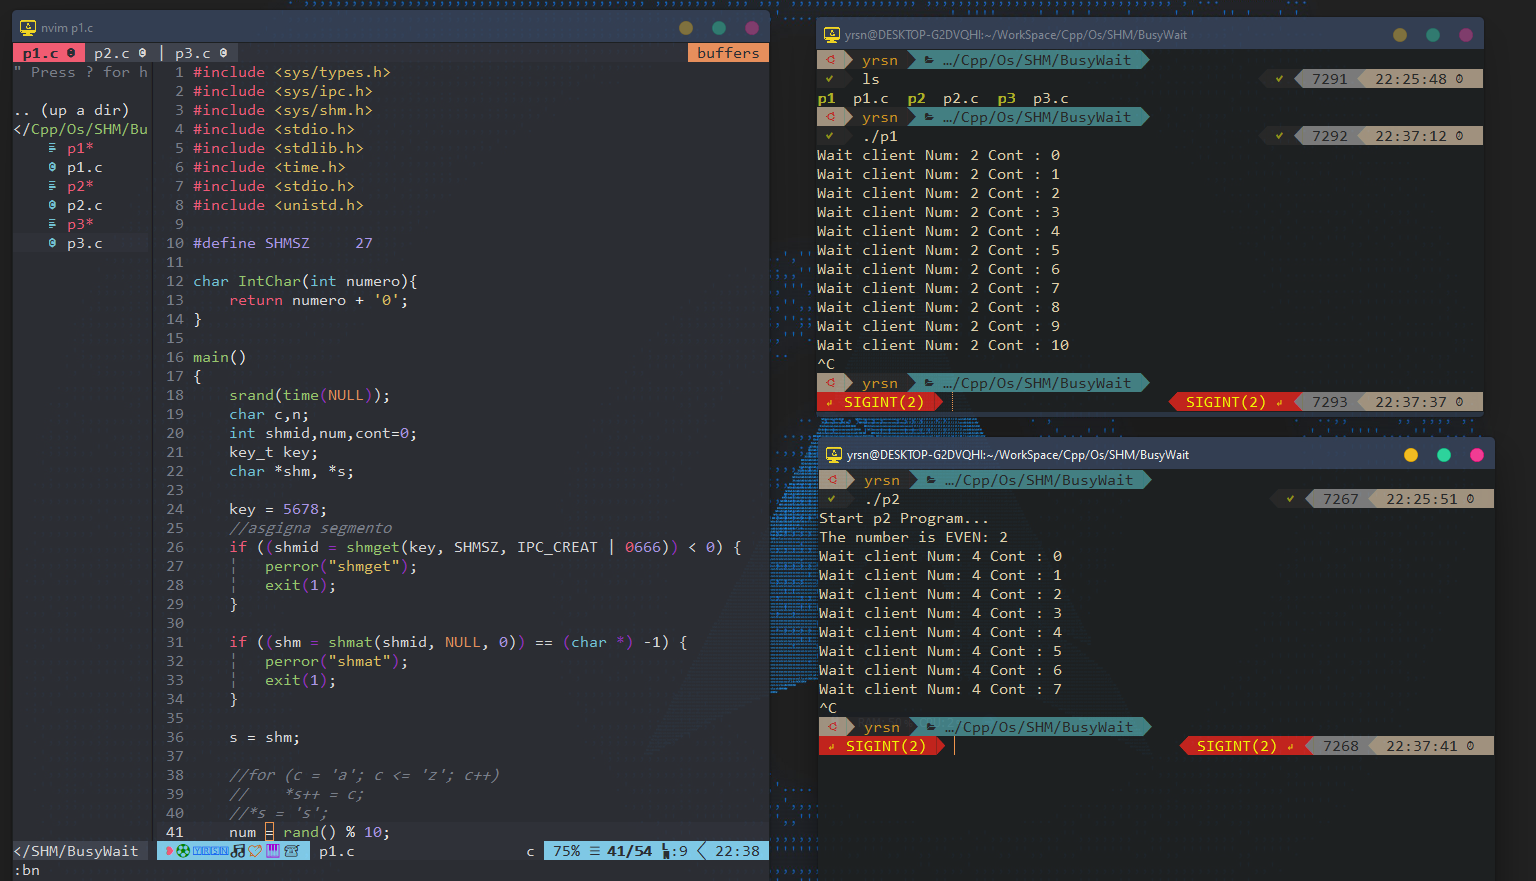 nvim p1.c
p1.c p2.c | p3.c buffers
" Press ? for h
.. (up a dir)
</Cpp/Os/SHM/Bu
p1*
p1.c
p2*
p2.c
p3*
p3.c
1 #include <sys/types.h>
2 #include <sys/ipc.h>
3 #include <sys/shm.h>
4 #include <stdio.h>
5 #include <stdlib.h>
6 #include <time.h>
7 #include <stdio.h>
8 #include <unistd.h>
9
10 #define SHMSZ     27
11
12 char IntChar(int numero){
13     return numero + '0';
14 }
15
16 main()
17 {
18     srand(time(NULL));
19     char c,n;
20     int shmid,num,cont=0;
21     key_t key;
22     char *shm, *s;
23
24     key = 5678;
25     //asgigna segmento
26     if ((shmid = shmget(key, SHMSZ, IPC_CREAT | 0666)) < 0) {
27         perror("shmget");
28         exit(1);
29     }
30
31     if ((shm = shmat(shmid, NULL, 0)) == (char *) -1) {
32         perror("shmat");
33         exit(1);
34     }
35
36     s = shm;
37
38     //for (c = 'a'; c <= 'z'; c++)
39     //    *s++ = c;
40     //*s = 's';
41     num = rand() % 10;
</SHM/BusyWait p1.c c 75% ☰ 41/54 :9 22:38
:bn
yrsn@DESKTOP-G2DVQHI:~/WorkSpace/Cpp/Os/SHM/BusyWait
yrsn …/Cpp/Os/SHM/BusyWait
✔ ls ✔ 7291 22:25:48
p1 p1.c p2 p2.c p3 p3.c
yrsn …/Cpp/Os/SHM/BusyWait
✔ ./p1 ✔ 7292 22:37:12
Wait client Num: 2 Cont : 0
Wait client Num: 2 Cont : 1
Wait client Num: 2 Cont : 2
Wait client Num: 2 Cont : 3
Wait client Num: 2 Cont : 4
Wait client Num: 2 Cont : 5
Wait client Num: 2 Cont : 6
Wait client Num: 2 Cont : 7
Wait client Num: 2 Cont : 8
Wait client Num: 2 Cont : 9
Wait client Num: 2 Cont : 10
^C
yrsn …/Cpp/Os/SHM/BusyWait
SIGINT(2) SIGINT(2) 7293 22:37:37
yrsn@DESKTOP-G2DVQHI:~/WorkSpace/Cpp/Os/SHM/BusyWait
yrsn …/Cpp/Os/SHM/BusyWait
✔ ./p2 ✔ 7267 22:25:51
Start p2 Program...
The number is EVEN: 2
Wait client Num: 4 Cont : 0
Wait client Num: 4 Cont : 1
Wait client Num: 4 Cont : 2
Wait client Num: 4 Cont : 3
Wait client Num: 4 Cont : 4
Wait client Num: 4 Cont : 5
Wait client Num: 4 Cont : 6
Wait client Num: 4 Cont : 7
^C
yrsn …/Cpp/Os/SHM/BusyWait
SIGINT(2) SIGINT(2) 7268 22:37:41